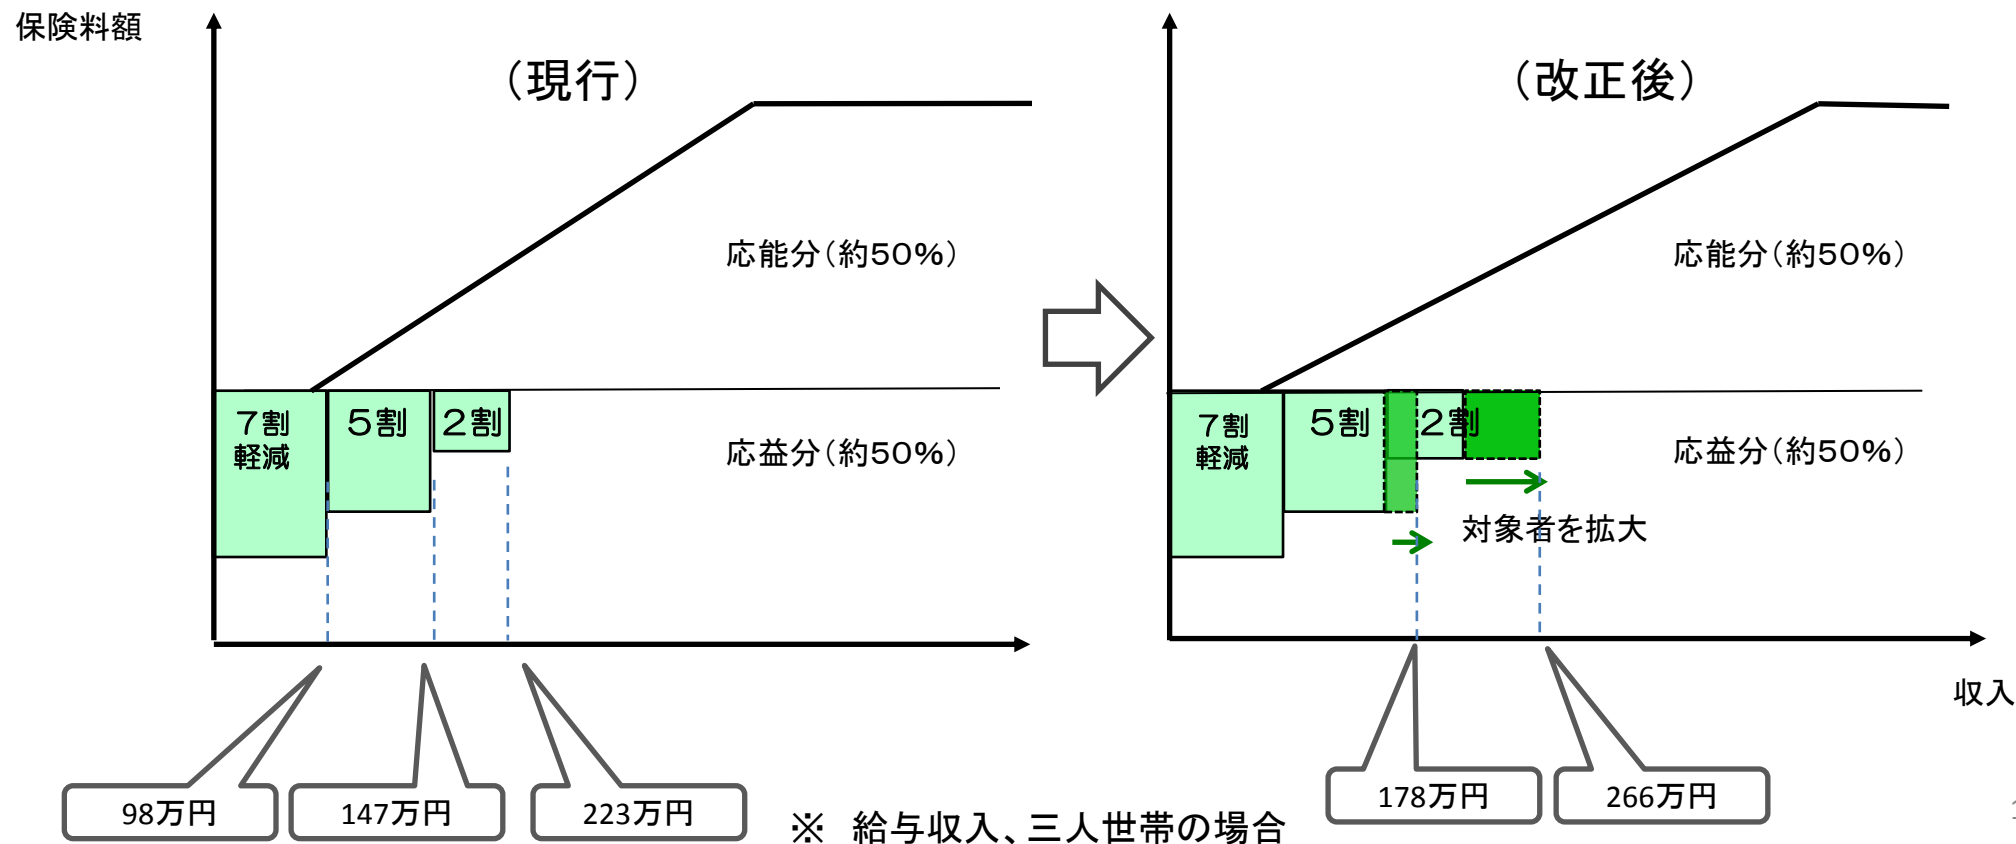 保険料額
（現行）
応能分（約50％）
７割
軽減
５割
２割
応益分（約50％）
98万円
147万円
223万円
（改正後）
応能分（約50％）
７割
軽減
５割
２割
応益分（約50％）
対象者を拡大
収入
178万円
266万円
※　給与収入、三人世帯の場合